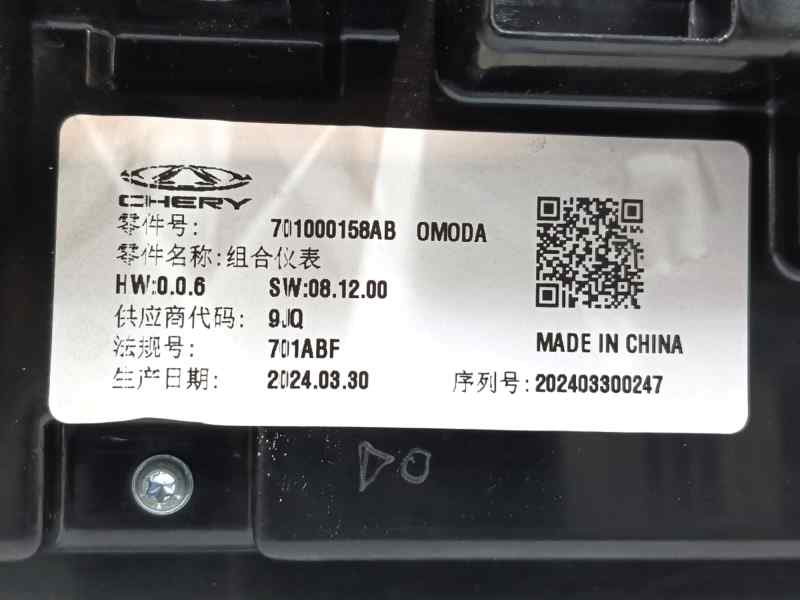 CHERY
零件号: 701000158AB OMODA
零件名称:组合仪表
HW:0.0.6 SW:08.12.00
供应商代码: 9JQ
法规号: 701ABF
MADE IN CHINA
生产日期: 2024.03.30
序列号:202403300247